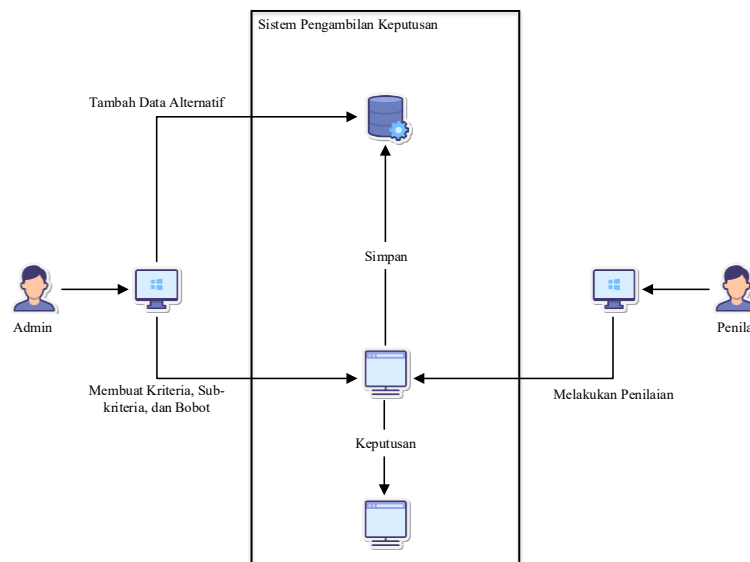 Sistem Pengambilan Keputusan
Tambah Data Alternatif
Simpan
Admin
Membuat Kriteria, Sub-
kriteria, dan Bobot
Melakukan Penilaian
Keputusan